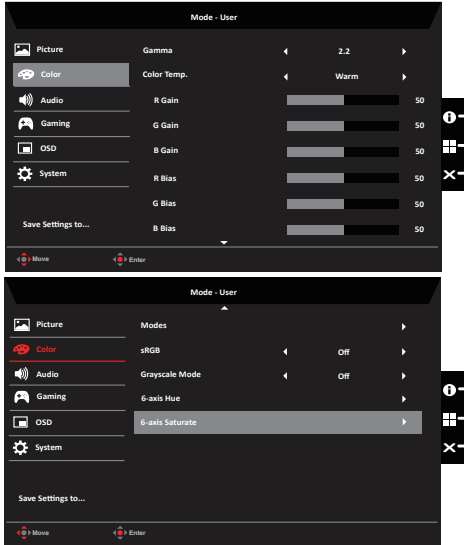 Mode - User
Picture
Gamma 2.2
Color
Color Temp. Warm
Audio
R Gain 50
Gaming
G Gain 50
OSD
B Gain 50
System
R Bias 50
G Bias 50
Save Settings to...
B Bias 50
Move Enter
Mode - User
Picture
Modes
Color
sRGB Off
Audio
Grayscale Mode Off
Gaming
6-axis Hue
OSD
6-axis Saturate
System
Save Settings to...
Move Enter